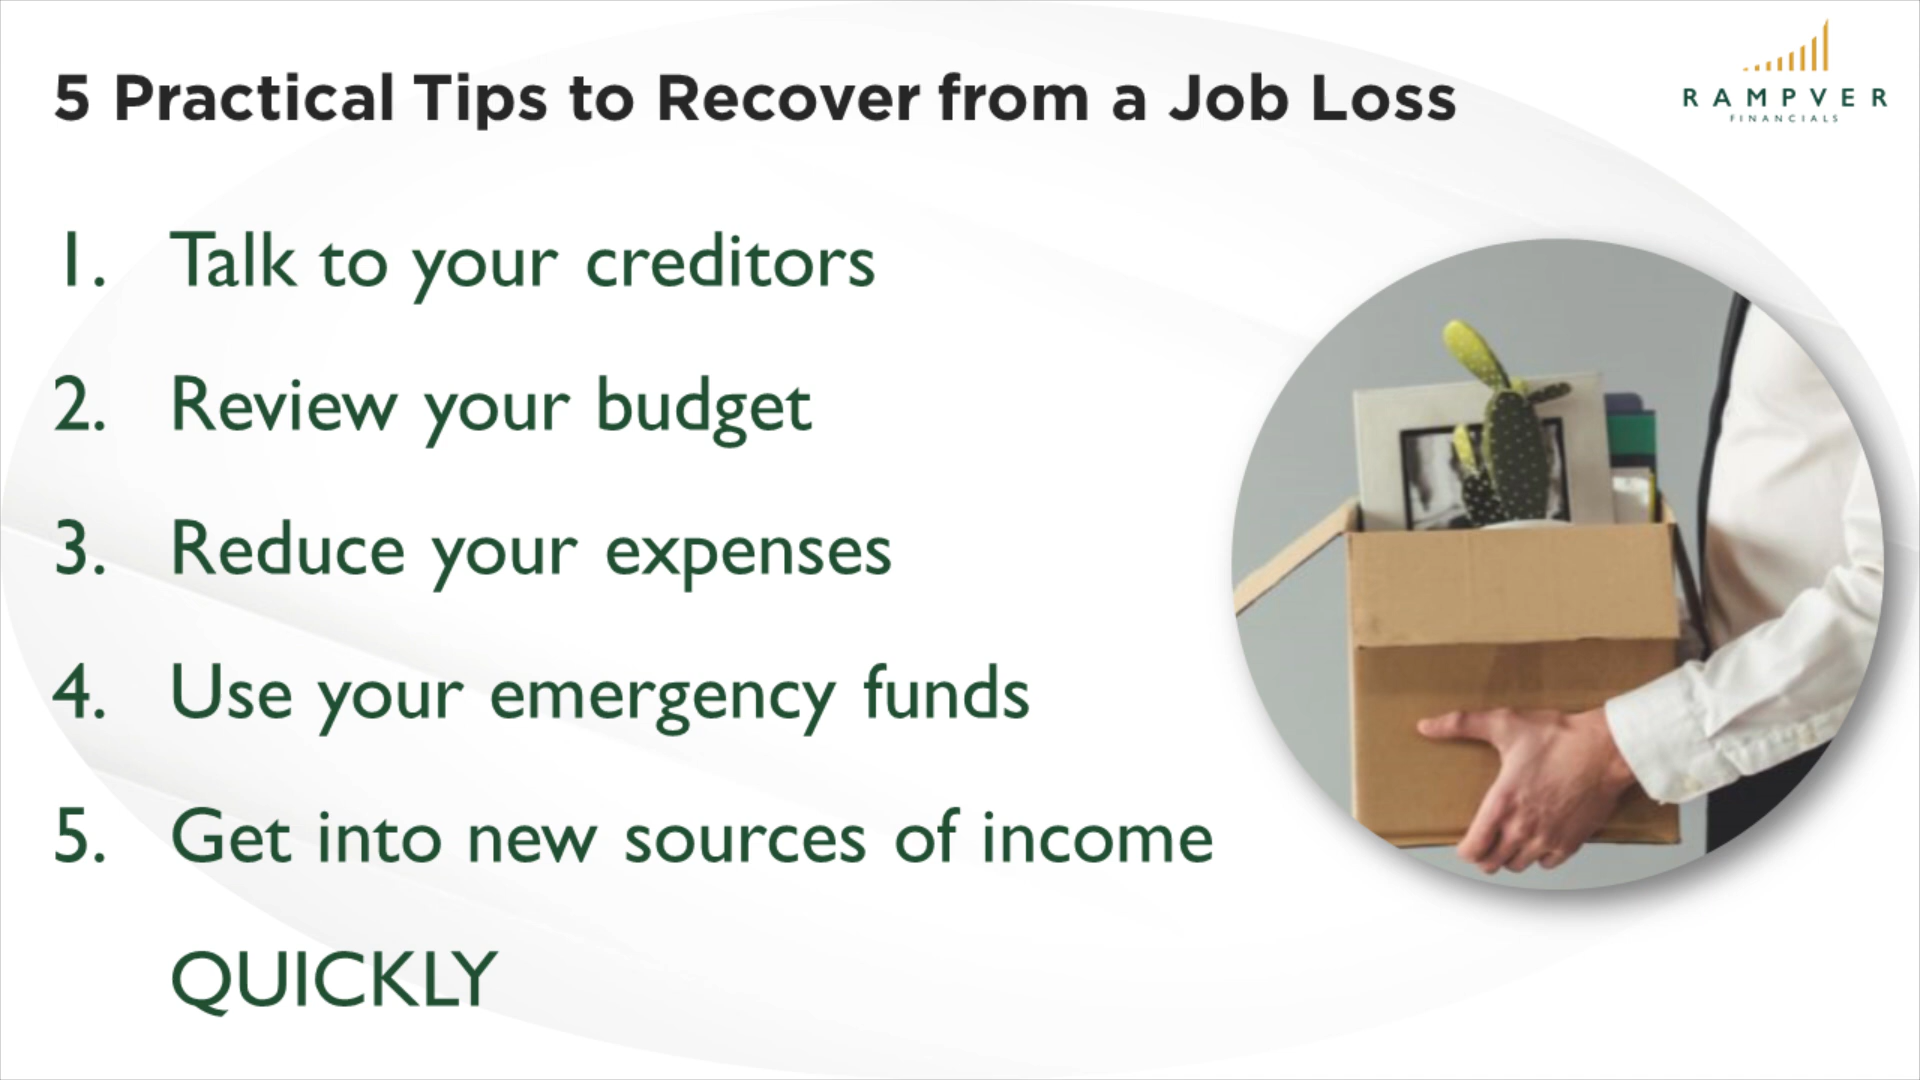 5 Practical Tips to Recover from a Job Loss
RAMPVER
FINANCIALS
1. Talk to your creditors
2. Review your budget
3. Reduce your expenses
4. Use your emergency funds
5. Get into new sources of income
QUICKLY